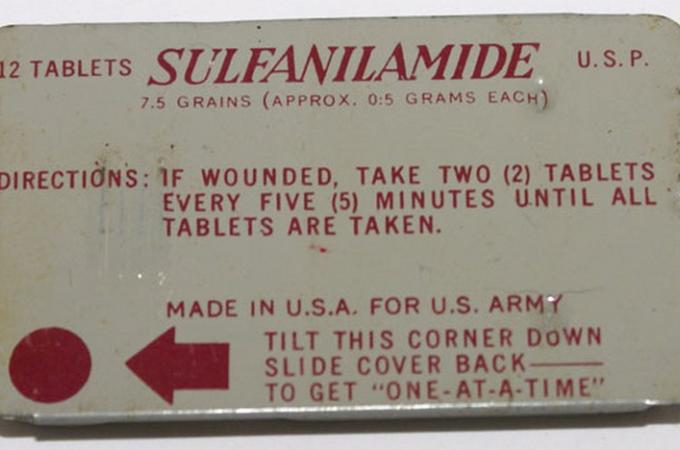 12 TABLETS SULFANILAMIDE U.S.P.
7.5 GRAINS (APPROX. 0:5 GRAMS EACH)
DIRECTIONS: IF WOUNDED, TAKE TWO (2) TABLETS
EVERY FIVE (5) MINUTES UNTIL ALL
TABLETS ARE TAKEN.
MADE IN U.S.A. FOR U.S. ARMY
TILT THIS CORNER DOWN
SLIDE COVER BACK——
TO GET "ONE-AT-A-TIME"